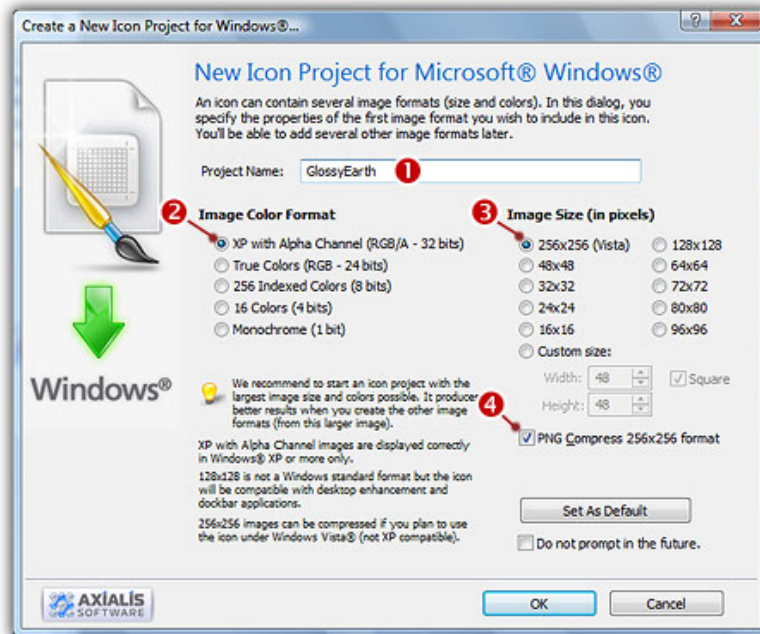 Create a New Icon Project for Windows®...
New Icon Project for Microsoft® Windows®
An icon can contain several image formats (size and colors). In this dialog, you
specify the properties of the first image format you wish to include in this icon.
You'll be able to add several other image formats later.
Project Name: GlossyEarth 1
2 Image Color Format
XP with Alpha Channel (RGB/A - 32 bits)
True Colors (RGB - 24 bits)
256 Indexed Colors (8 bits)
16 Colors (4 bits)
Monochrome (1 bit)
3 Image Size (in pixels)
256x256 (Vista) 128x128
48x48 64x64
32x32 72x72
24x24 80x80
16x16 96x96
Custom size:
Width: 48 Square
Height: 48
4 PNG Compress 256x256 format
Windows®
We recommend to start an icon project with the
largest image size and colors possible. It produces
better results when you create the other image
formats (from this larger image).
XP with Alpha Channel images are displayed correctly
in Windows® XP or more only.
128x128 is not a Windows standard format but the icon
will be compatible with desktop enhancement and
dockbar applications.
256x256 images can be compressed if you plan to use
the icon under Windows Vista® (not XP compatible).
Set As Default
Do not prompt in the future.
AXIALIS
SOFTWARE
OK Cancel